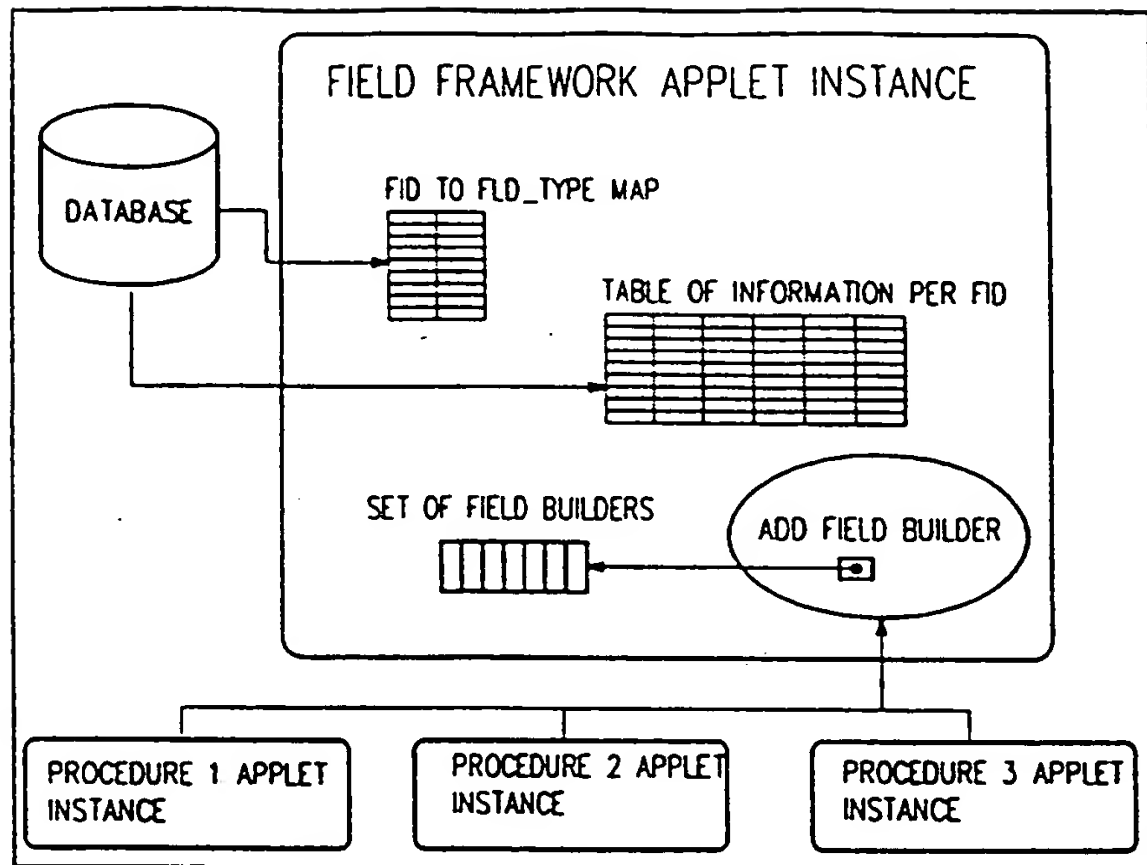 FIELD FRAMEWORK APPLET INSTANCE
DATABASE
FID TO FLD_TYPE MAP
TABLE OF INFORMATION PER FID
SET OF FIELD BUILDERS
ADD FIELD BUILDER
PROCEDURE 1 APPLET
INSTANCE
PROCEDURE 2 APPLET
INSTANCE
PROCEDURE 3 APPLET
INSTANCE